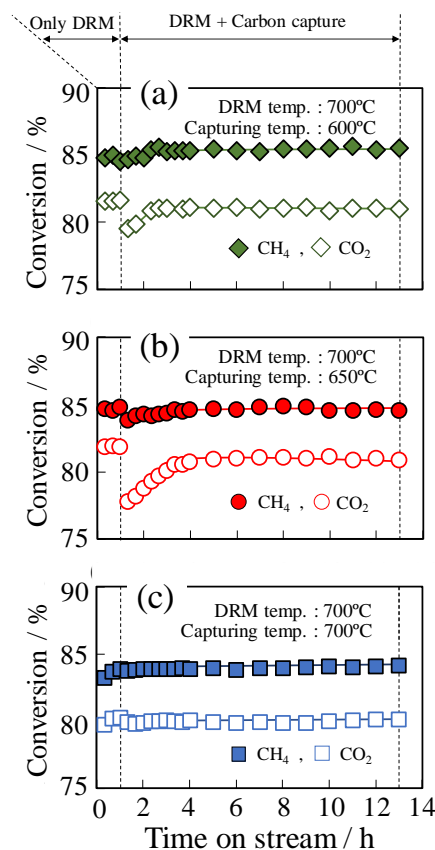 Only DRM
DRM + Carbon capture
90
85
80
75
Conversion / %
(a)
DRM temp. : 700ºC
Capturing temp. : 600ºC
CH4 , CO2
90
85
80
75
Conversion / %
(b)
DRM temp. : 700ºC
Capturing temp. : 650ºC
CH4 , CO2
90
85
80
75
Conversion / %
(c)
DRM temp. : 700ºC
Capturing temp. : 700ºC
CH4 , CO2
0 2 4 6 8 10 12 14
Time on stream / h